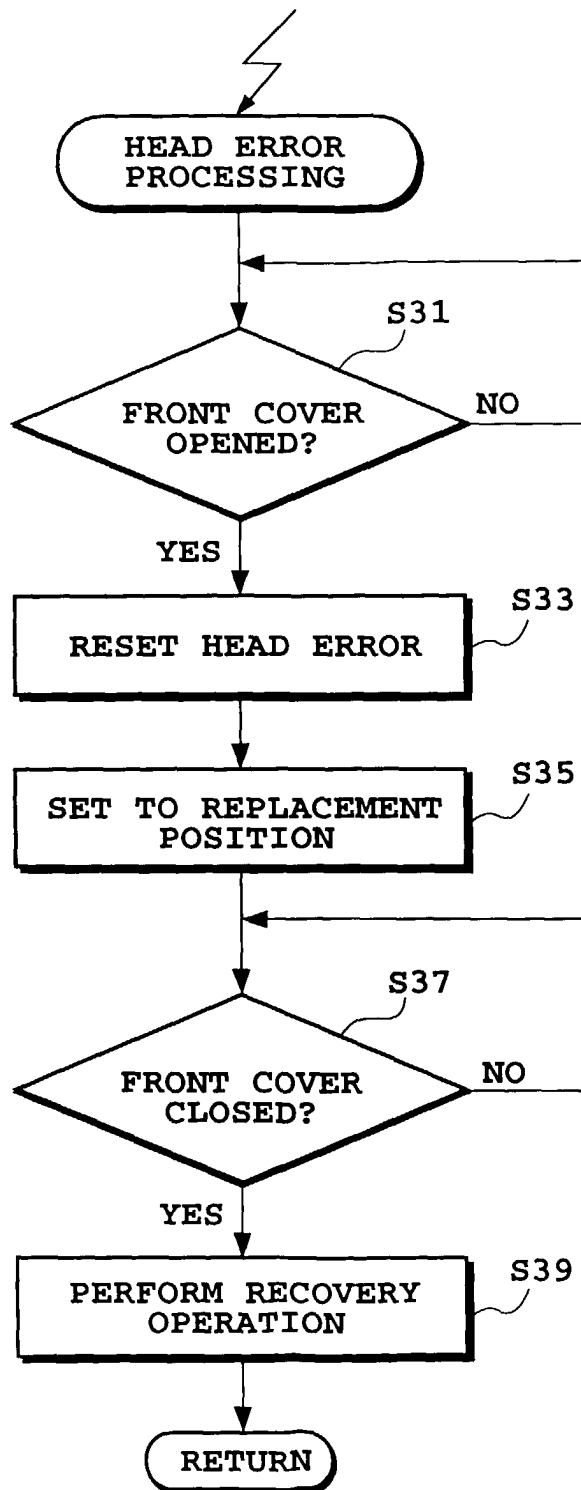 HEAD ERROR
PROCESSING
S31
FRONT COVER
OPENED?
NO
YES
S33
RESET HEAD ERROR
S35
SET TO REPLACEMENT
POSITION
S37
FRONT COVER
CLOSED?
NO
YES
S39
PERFORM RECOVERY
OPERATION
RETURN